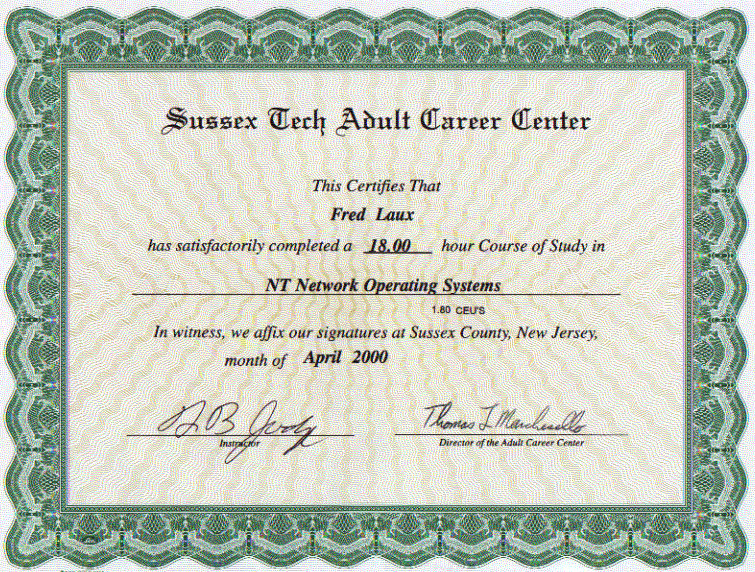 Sussex Tech Adult Career Center
This Certifies That
Fred Laux
has satisfactorily completed a 18.00 hour Course of Study in
NT Network Operating Systems
1.80 CEU'S
In witness, we affix our signatures at Sussex County, New Jersey,
month of April 2000
Thomas L Marchesello
Instructor
Director of the Adult Career Center